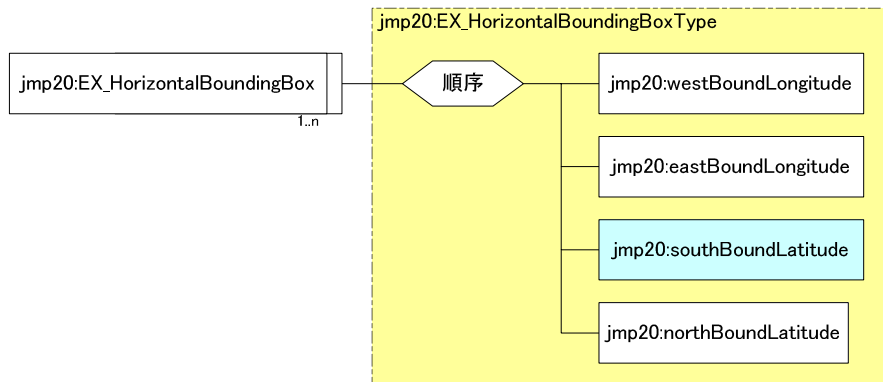 jmp20:EX_HorizontalBoundingBoxType
jmp20:EX_HorizontalBoundingBox
1..n
順序
jmp20:westBoundLongitude
jmp20:eastBoundLongitude
jmp20:southBoundLatitude
jmp20:northBoundLatitude